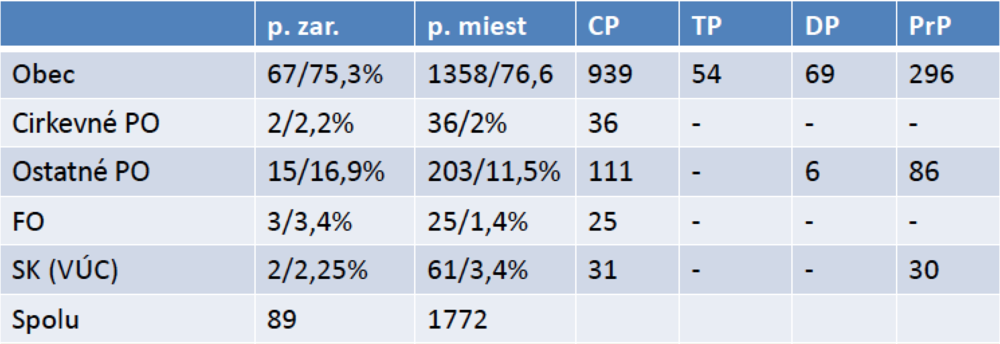 p. zar. p. miest CP TP DP PrP
Obec 67/75,3% 1358/76,6 939 54 69 296
Cirkevné PO 2/2,2% 36/2% 36 - - -
Ostatné PO 15/16,9% 203/11,5% 111 - 6 86
FO 3/3,4% 25/1,4% 25 - - -
SK (VÚC) 2/2,25% 61/3,4% 31 - - 30
Spolu 89 1772